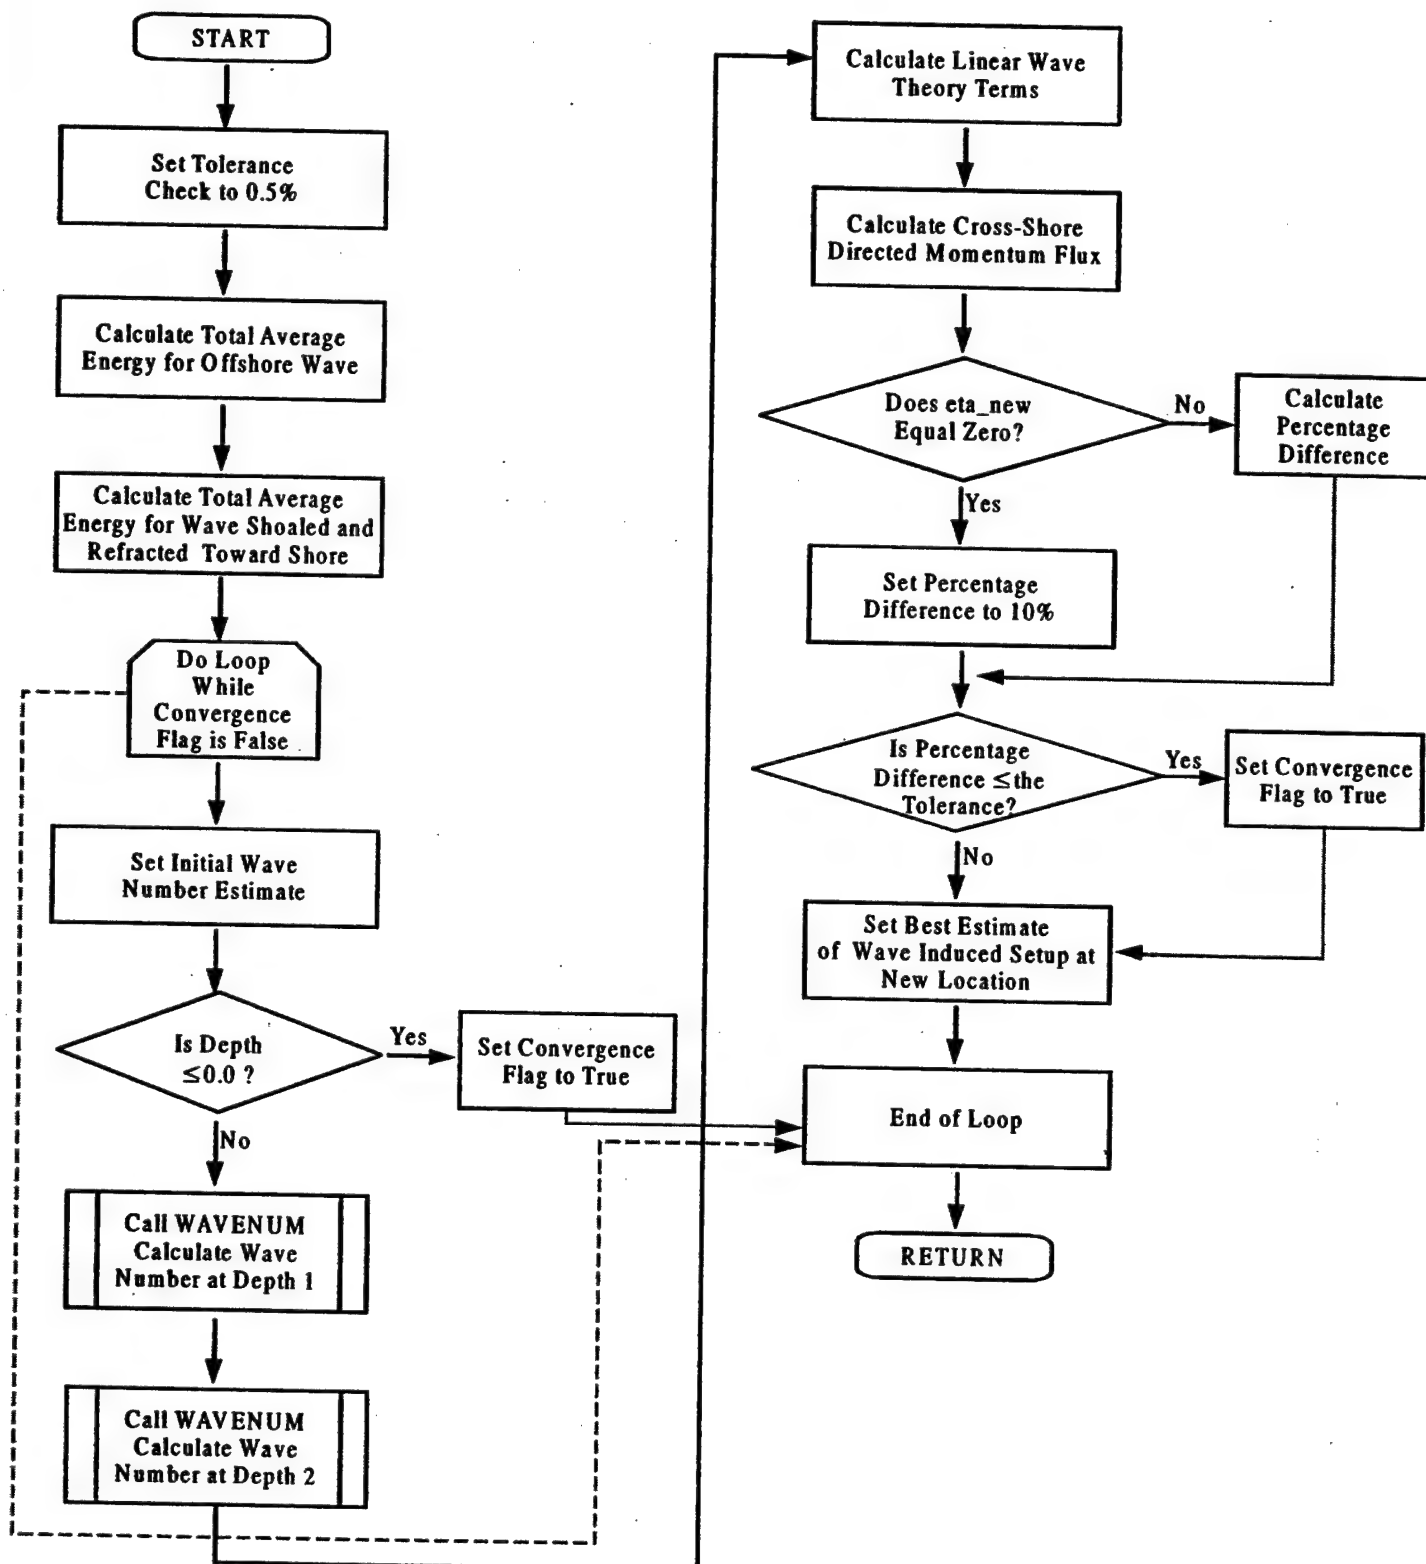 START
Set Tolerance
Check to 0.5%
Calculate Total Average
Energy for Offshore Wave
Calculate Total Average
Energy for Wave Shoaled and
Refracted Toward Shore
Do Loop
While
Convergence
Flag is False
Set Initial Wave
Number Estimate
Is Depth
≤0.0 ?
Yes
Set Convergence
Flag to True
No
Call WAVENUM
Calculate Wave
Number at Depth 1
Call WAVENUM
Calculate Wave
Number at Depth 2
Calculate Linear Wave
Theory Terms
Calculate Cross-Shore
Directed Momentum Flux
Does eta_new
Equal Zero?
No
Calculate
Percentage
Difference
Yes
Set Percentage
Difference to 10%
Is Percentage
Difference ≤the
Tolerance?
Yes
Set Convergence
Flag to True
No
Set Best Estimate
of Wave Induced Setup at
New Location
End of Loop
RETURN